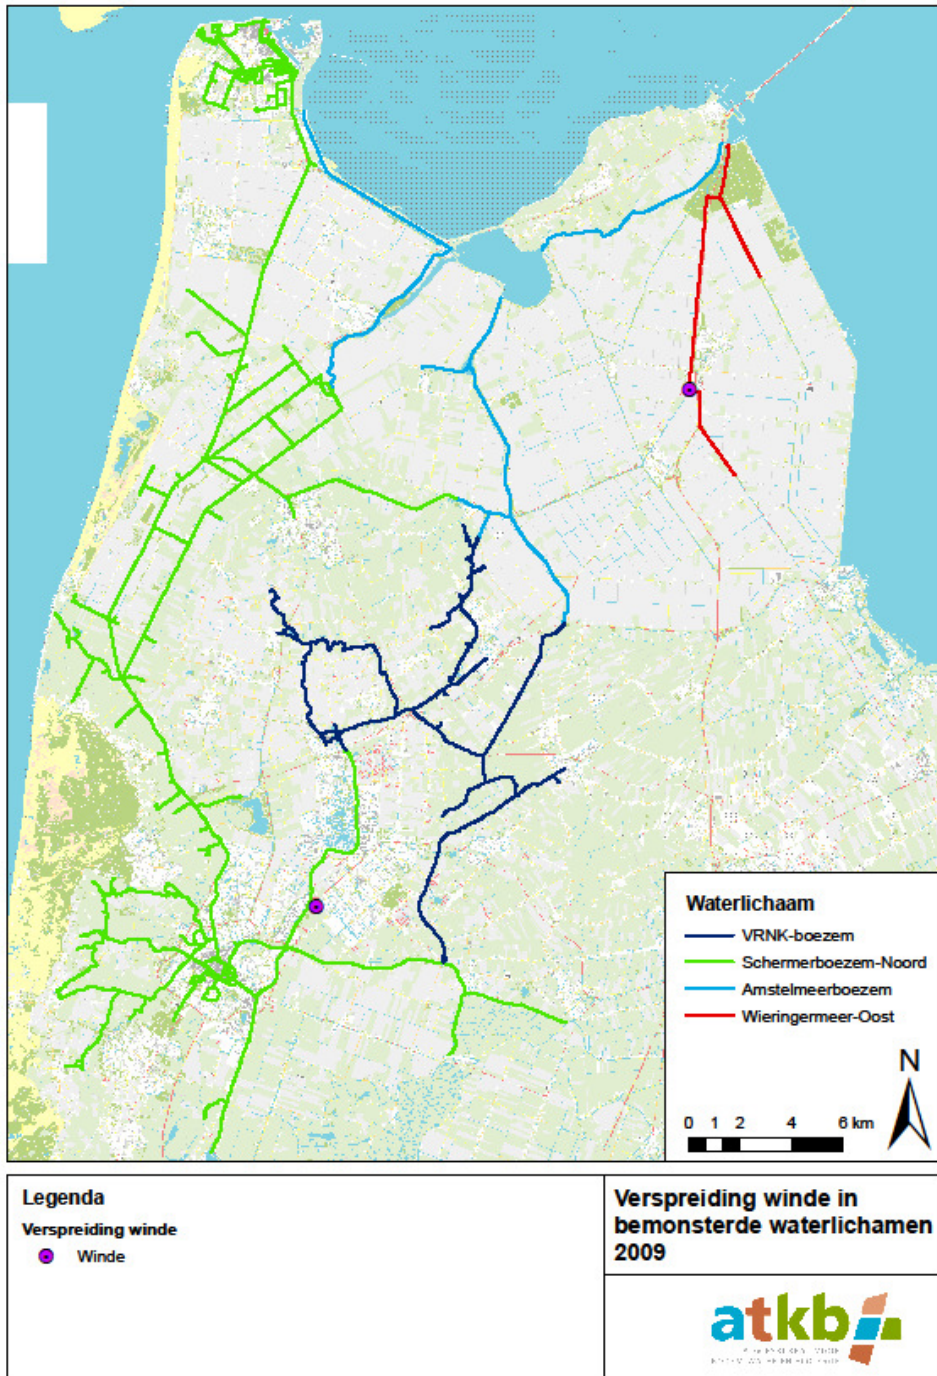 Waterlichaam
VRNK-boezem
Schermerboezem-Noord
Amstelmeerboezem
Wieringermeer-Oost
N
0 1 2 4 6 km
Legenda
Verspreiding winde
Winde
Verspreiding winde in
bemonsterde waterlichamen
2009
atkb